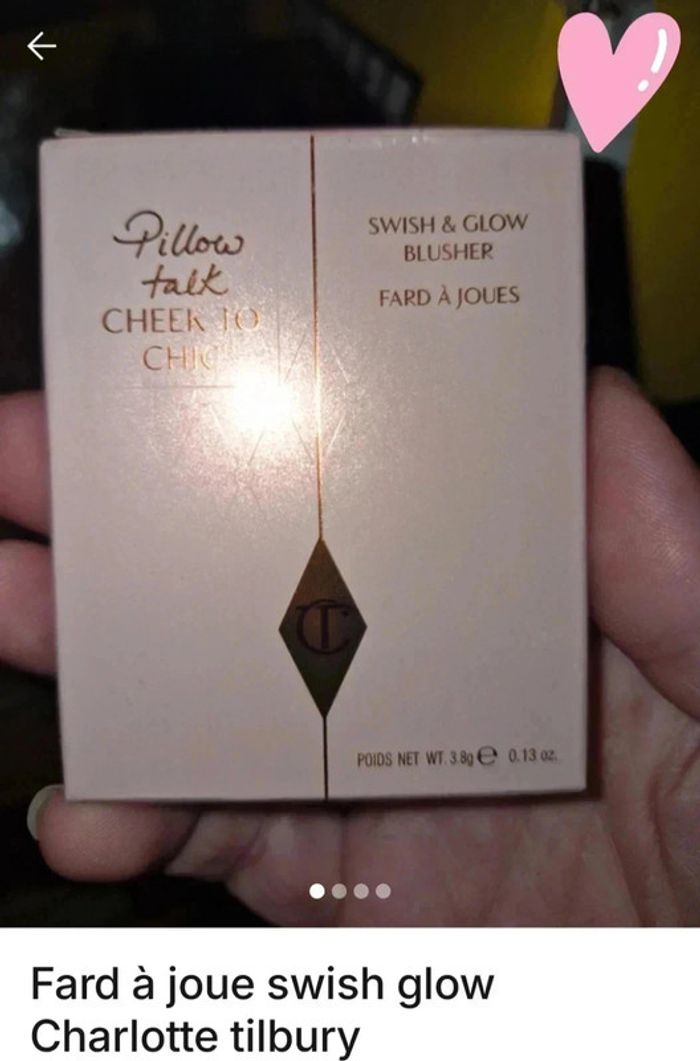 Pillow
talk
CHEEK TO
CHIC
SWISH & GLOW
BLUSHER
FARD À JOUES
CT
POIDS NET WT. 3.8g e 0.13 oz.
Fard à joue swish glow
Charlotte tilbury